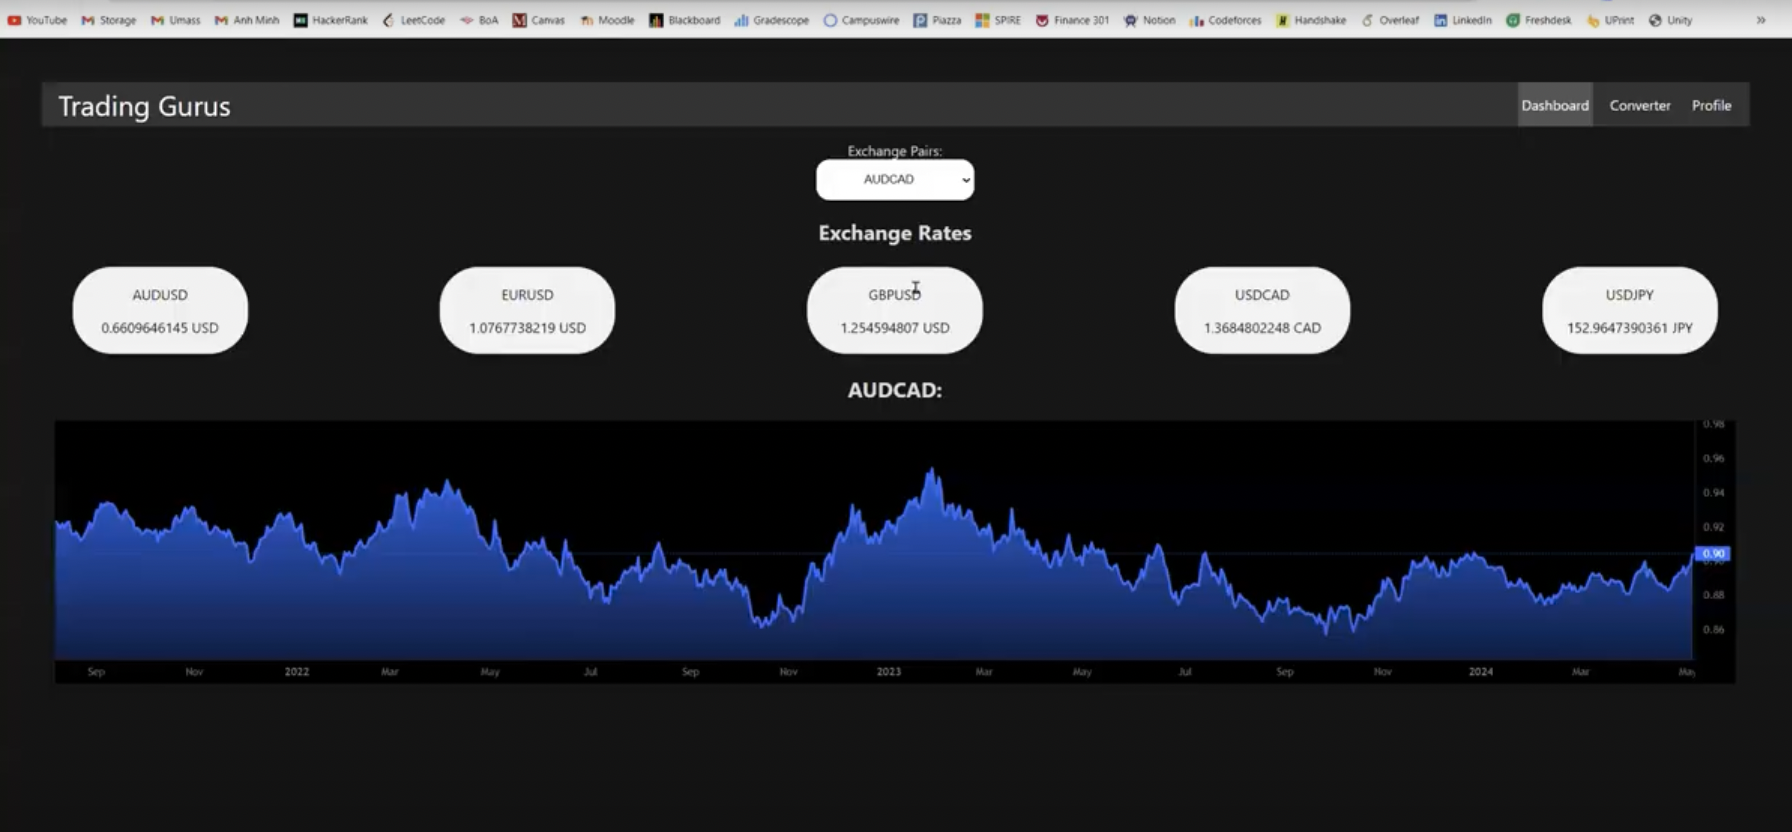 YouTube Storage Umass Anh Minh HackerRank LeetCode BoA Canvas Moodle Blackboard Gradescope Campuswire Piazza SPIRE Finance 301 Notion Codeforces Handshake Overleaf LinkedIn Freshdesk UPrint Unity »
Trading Gurus Dashboard Converter Profile
Exchange Pairs:
AUDCAD
Exchange Rates
AUDUSD EURUSD GBPUSD USDCAD USDJPY
0.6609646145 USD 1.0767738219 USD 1.254594807 USD 1.3684802248 CAD 152.9647390361 JPY
AUDCAD:
0.98
0.96
0.94
0.92
0.90
0.88
0.86
Sep Nov 2022 Mar May Jul Sep Nov 2023 Mar May Jul Sep Nov 2024 Mar May